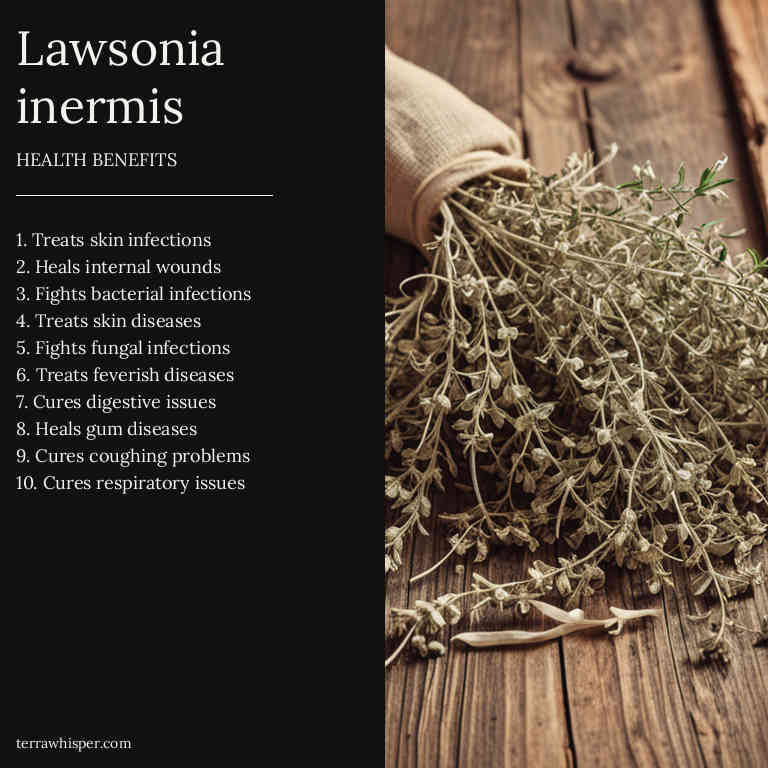 Lawsonia
inermis
HEALTH BENEFITS
1. Treats skin infections
2. Heals internal wounds
3. Fights bacterial infections
4. Treats skin diseases
5. Fights fungal infections
6. Treats feverish diseases
7. Cures digestive issues
8. Heals gum diseases
9. Cures coughing problems
10. Cures respiratory issues
terrawhisper.com